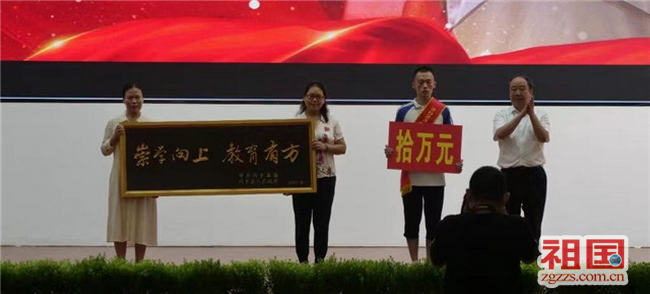 崇学向上 教育有方
拾万元
祖国
zgzzs.com.cn